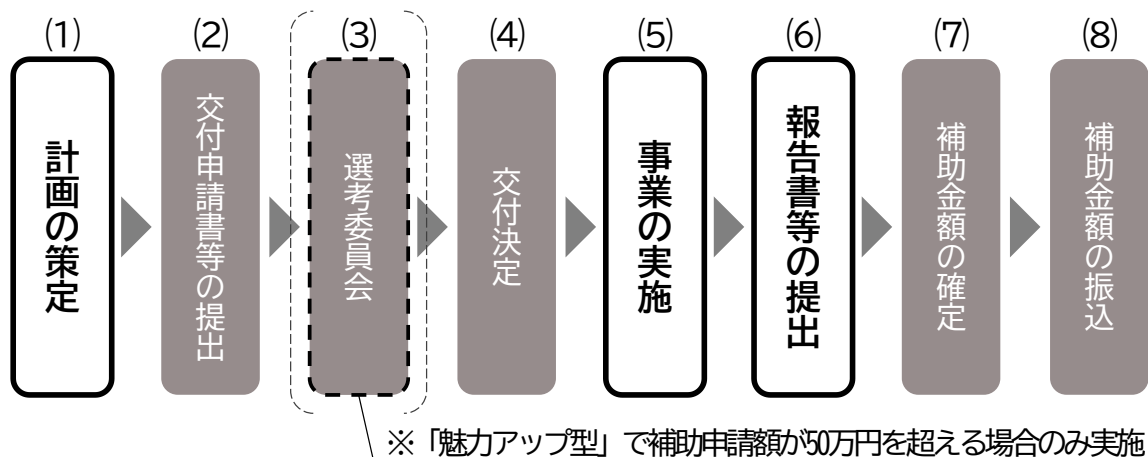 (1)
計画の策定
(2)
交付申請書等の提出
(3)
選考委員会
(4)
交付決定
(5)
事業の実施
(6)
報告書等の提出
(7)
補助金額の確定
(8)
補助金額の振込
※「魅力アップ型」で補助申請額が50万円を超える場合のみ実施